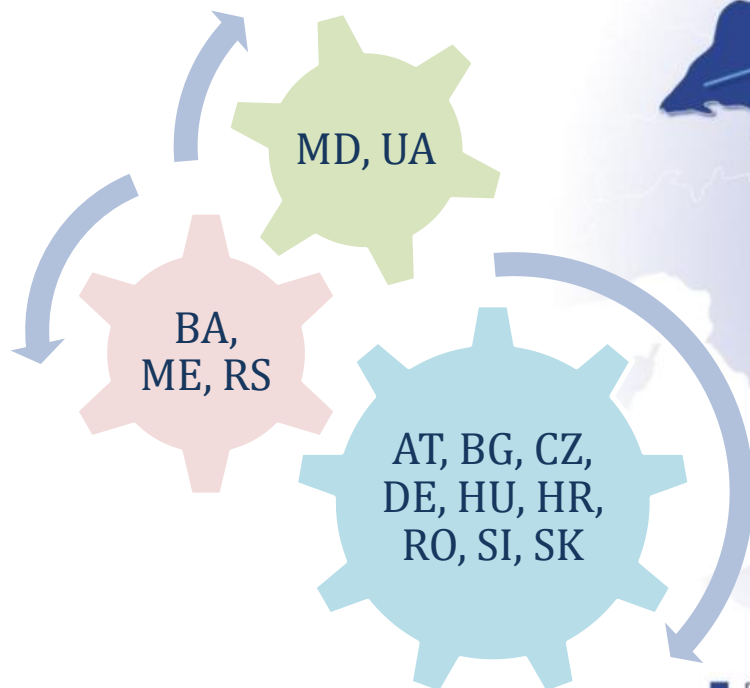 MD, UA
BA,
ME, RS
AT, BG, CZ,
DE, HU, HR,
RO, SI, SK